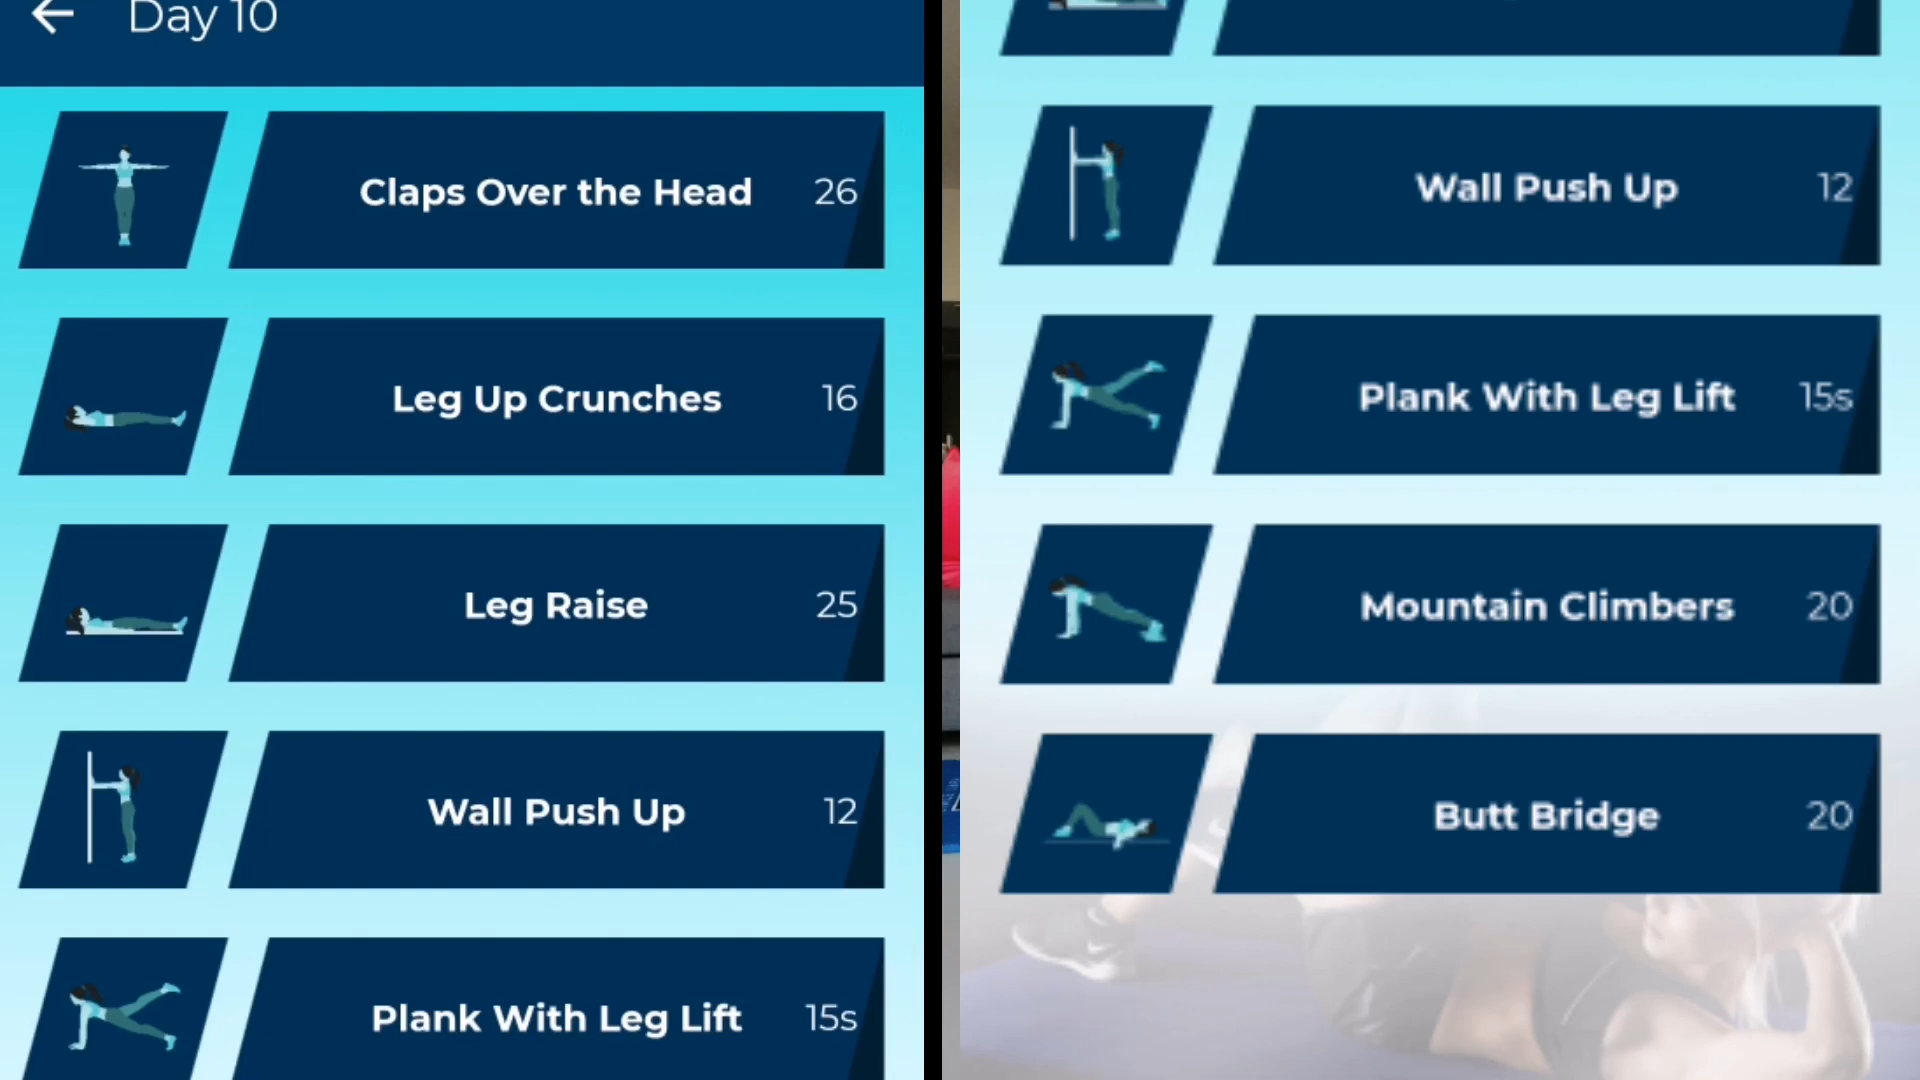 Day 10
Claps Over the Head 26
Leg Up Crunches 16
Leg Raise 25
Wall Push Up 12
Plank With Leg Lift 15s
Wall Push Up 12
Plank With Leg Lift 15s
Mountain Climbers 20
Butt Bridge 20